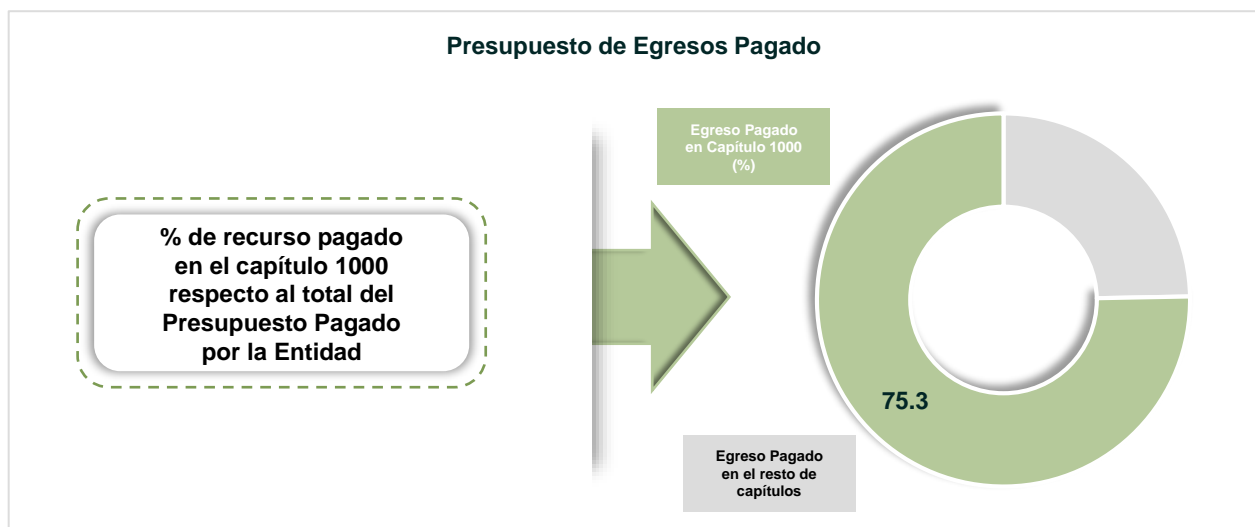 Presupuesto de Egresos Pagado
Egreso Pagado
en Capítulo 1000
(%)
% de recurso pagado
en el capítulo 1000
respecto al total del
Presupuesto Pagado
por la Entidad
75.3
Egreso Pagado
en el resto de
capítulos